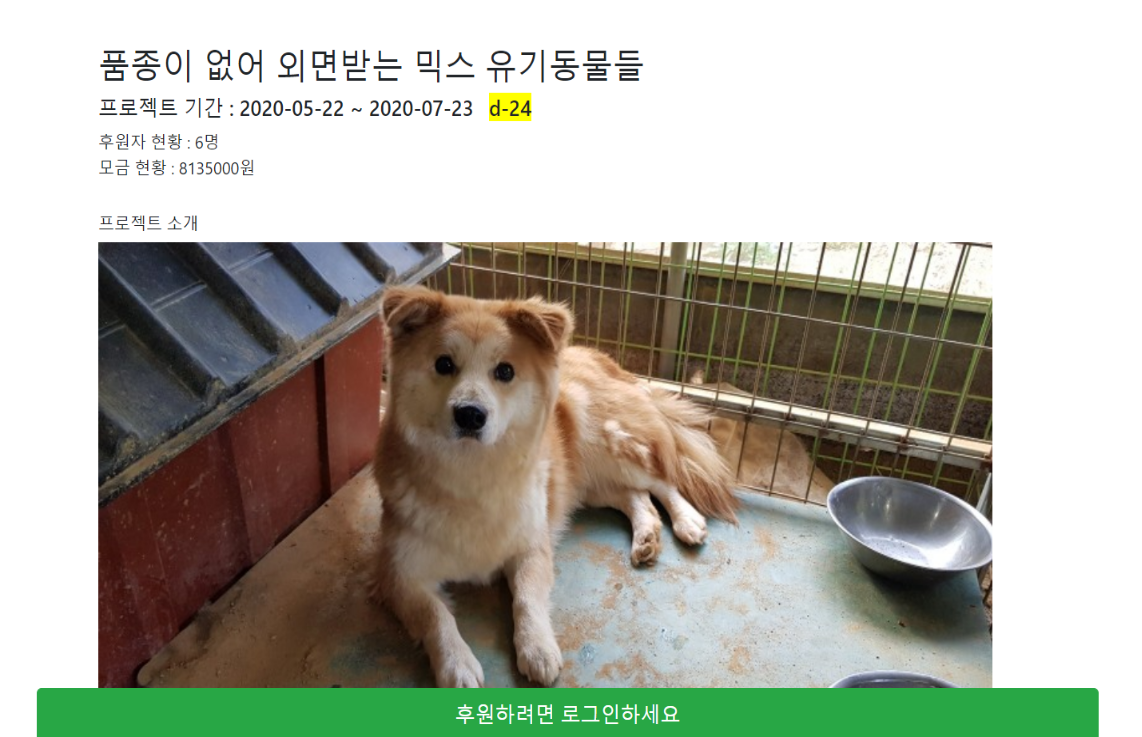 품종이 없어 외면받는 믹스 유기동물들
프로젝트 기간 : 2020-05-22 ~ 2020-07-23 d-24
후원자 현황 : 6명
모금 현황 : 8135000원
프로젝트 소개
후원하려면 로그인하세요